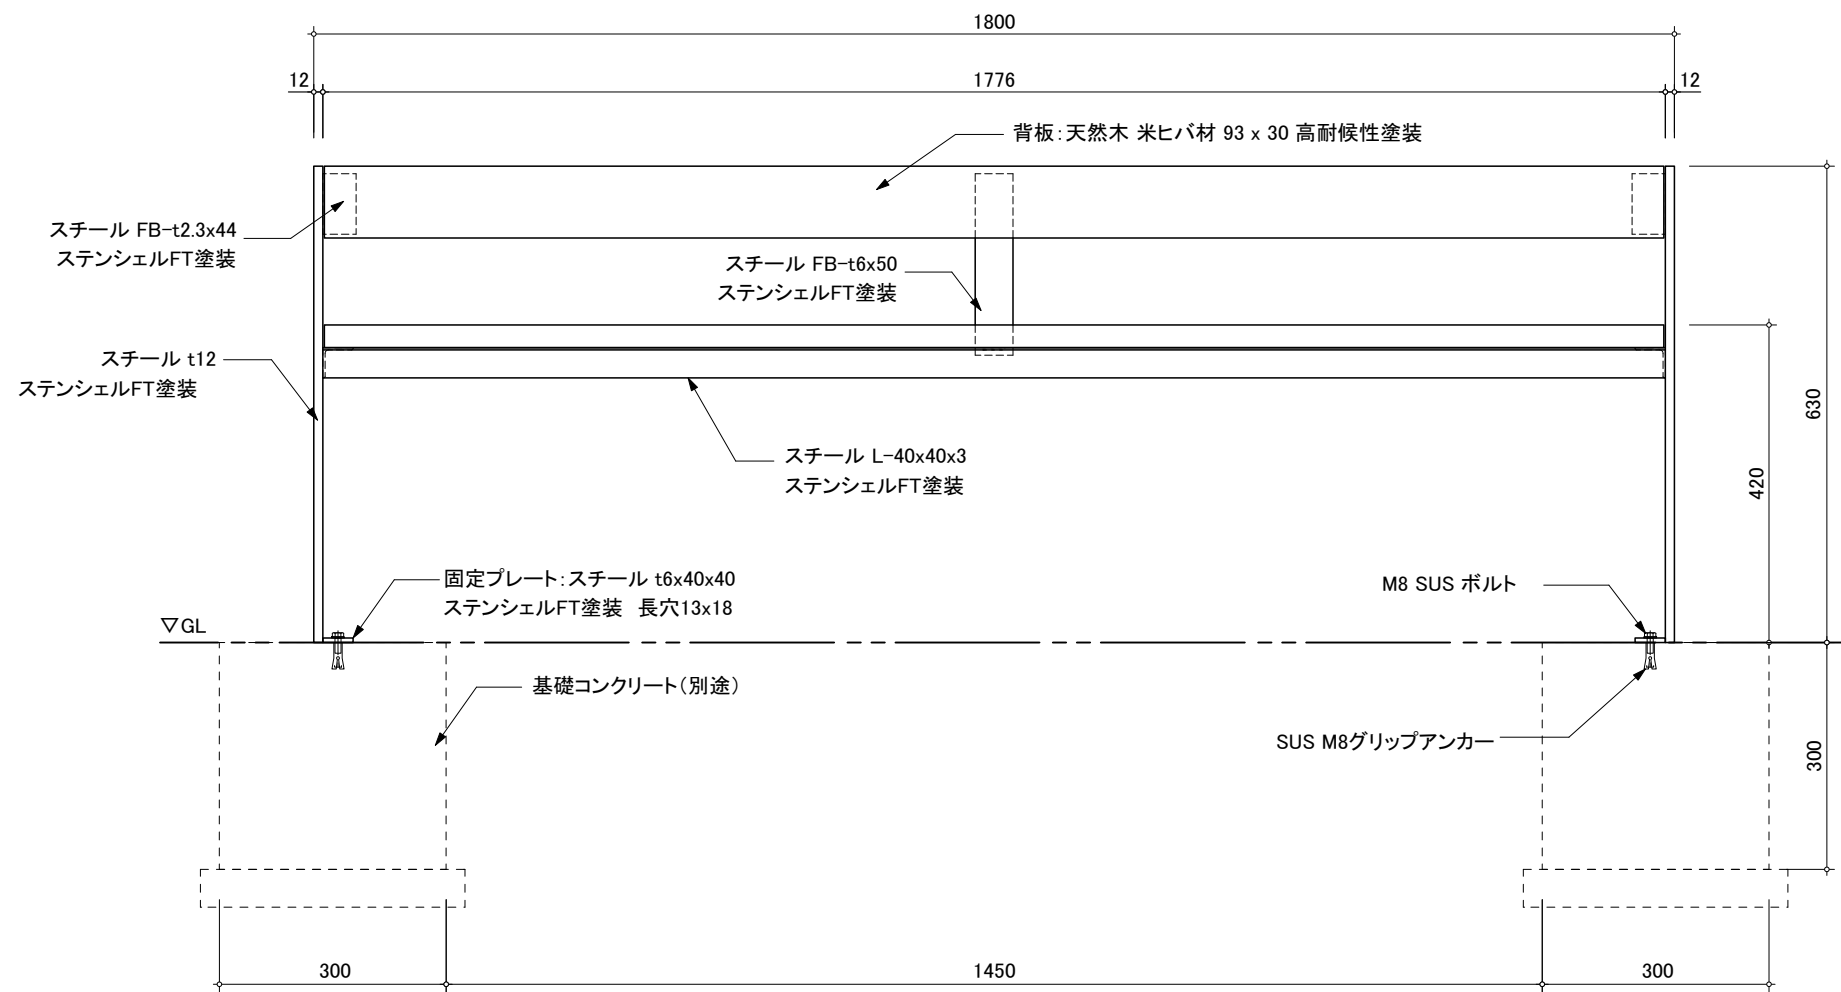 1800
12
1776
12
背板:天然木 米ヒバ材 93 x 30 高耐候性塗装
スチール FB-t2.3x44
ステンシェルFT塗装
スチール FB-t6x50
ステンシェルFT塗装
スチール t12
ステンシェルFT塗装
630
420
スチール L-40x40x3
ステンシェルFT塗装
固定プレート:スチール t6x40x40
ステンシェルFT塗装 長穴13x18
M8 SUS ボルト
▽GL
基礎コンクリート(別途)
SUS M8グリップアンカー
300
300
1450
300